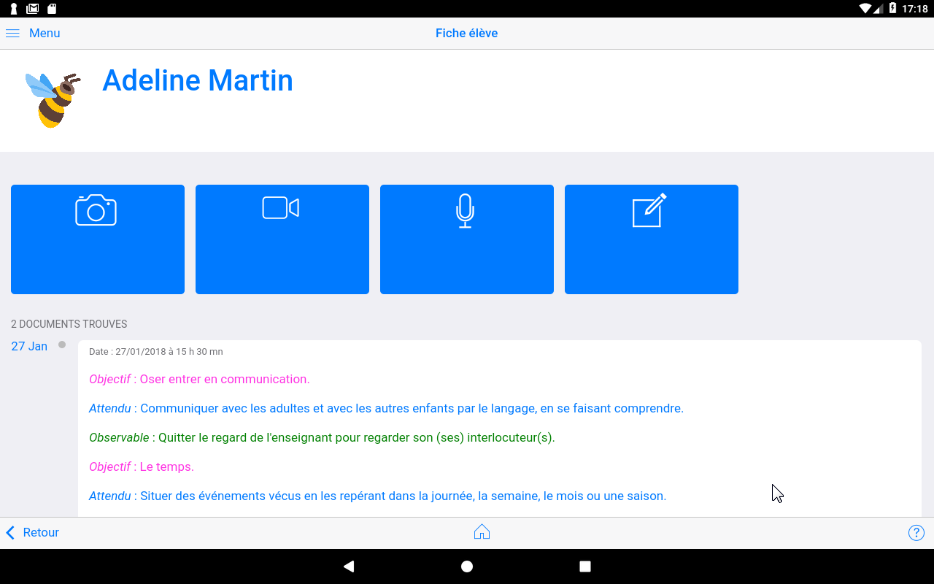 17:18
Menu
Fiche élève
Adeline Martin
2 DOCUMENTS TROUVES
27 Jan
Date : 27/01/2018 à 15 h 30 mn
Objectif : Oser entrer en communication.
Attendu : Communiquer avec les adultes et avec les autres enfants par le langage, en se faisant comprendre.
Observable : Quitter le regard de l'enseignant pour regarder son (ses) interlocuteur(s).
Objectif : Le temps.
Attendu : Situer des événements vécus en les repérant dans la journée, la semaine, le mois ou une saison.
Retour
?